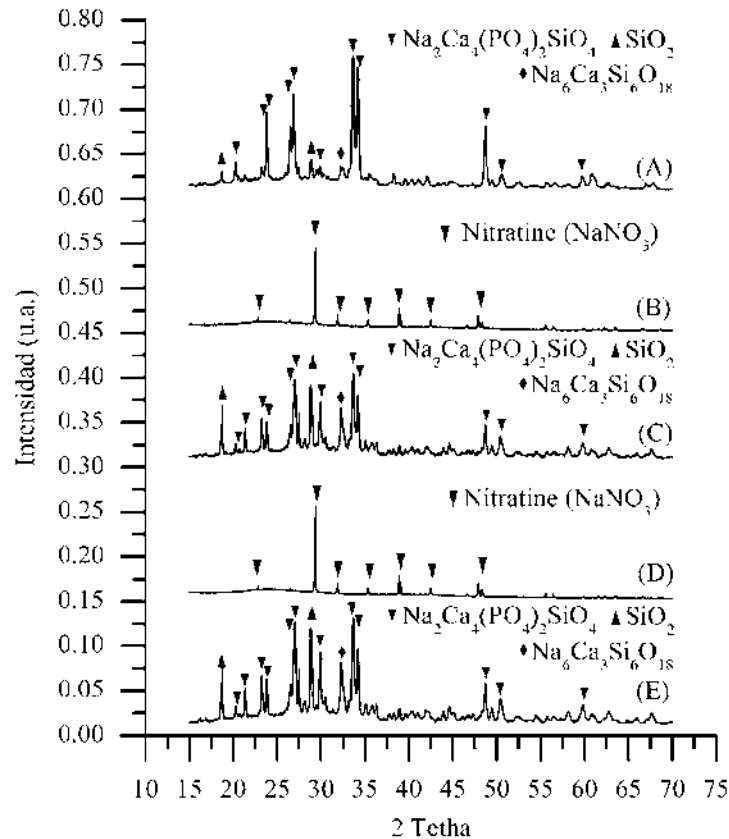 0.80
▼ Na₂Ca₄(PO₄)₂SiO₄ ▲ SiO₂
0.75
♦ Na₆Ca₃Si₆O₁₈
0.70
0.65
(A)
0.60
0.55
▼ Nitratine (NaNO₃)
0.50
(B)
0.45
▼ Na₂Ca₄(PO₄)₂SiO₄ ▲ SiO₂
0.40
♦ Na₆Ca₃Si₆O₁₈
0.35
(C)
0.30
▼ Nitratine (NaNO₃)
0.25
0.20
(D)
0.15
▼ Na₂Ca₄(PO₄)₂SiO₄ ▲ SiO₂
0.10
♦ Na₆Ca₃Si₆O₁₈
0.05
(E)
0.00
Intensidad (u.a.)
10 15 20 25 30 35 40 45 50 55 60 65 70 75
2 Tetha